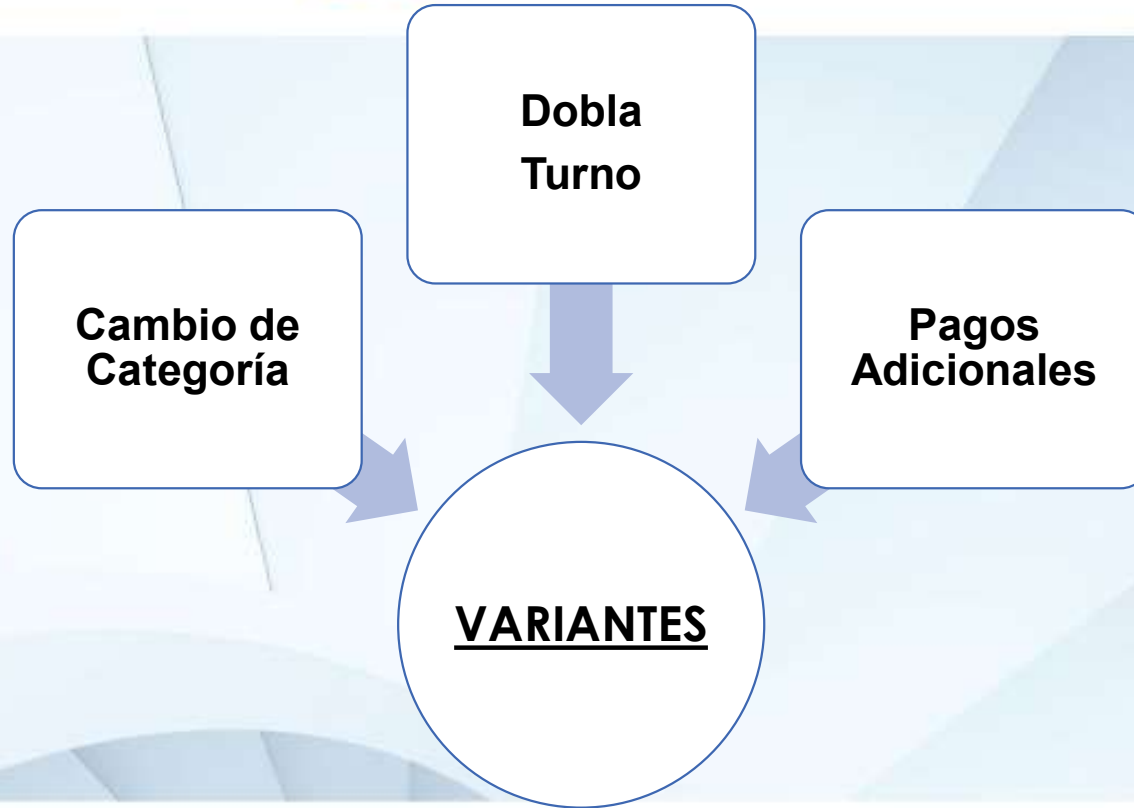 Dobla
Turno
Cambio de
Categoría
Pagos
Adicionales
VARIANTES